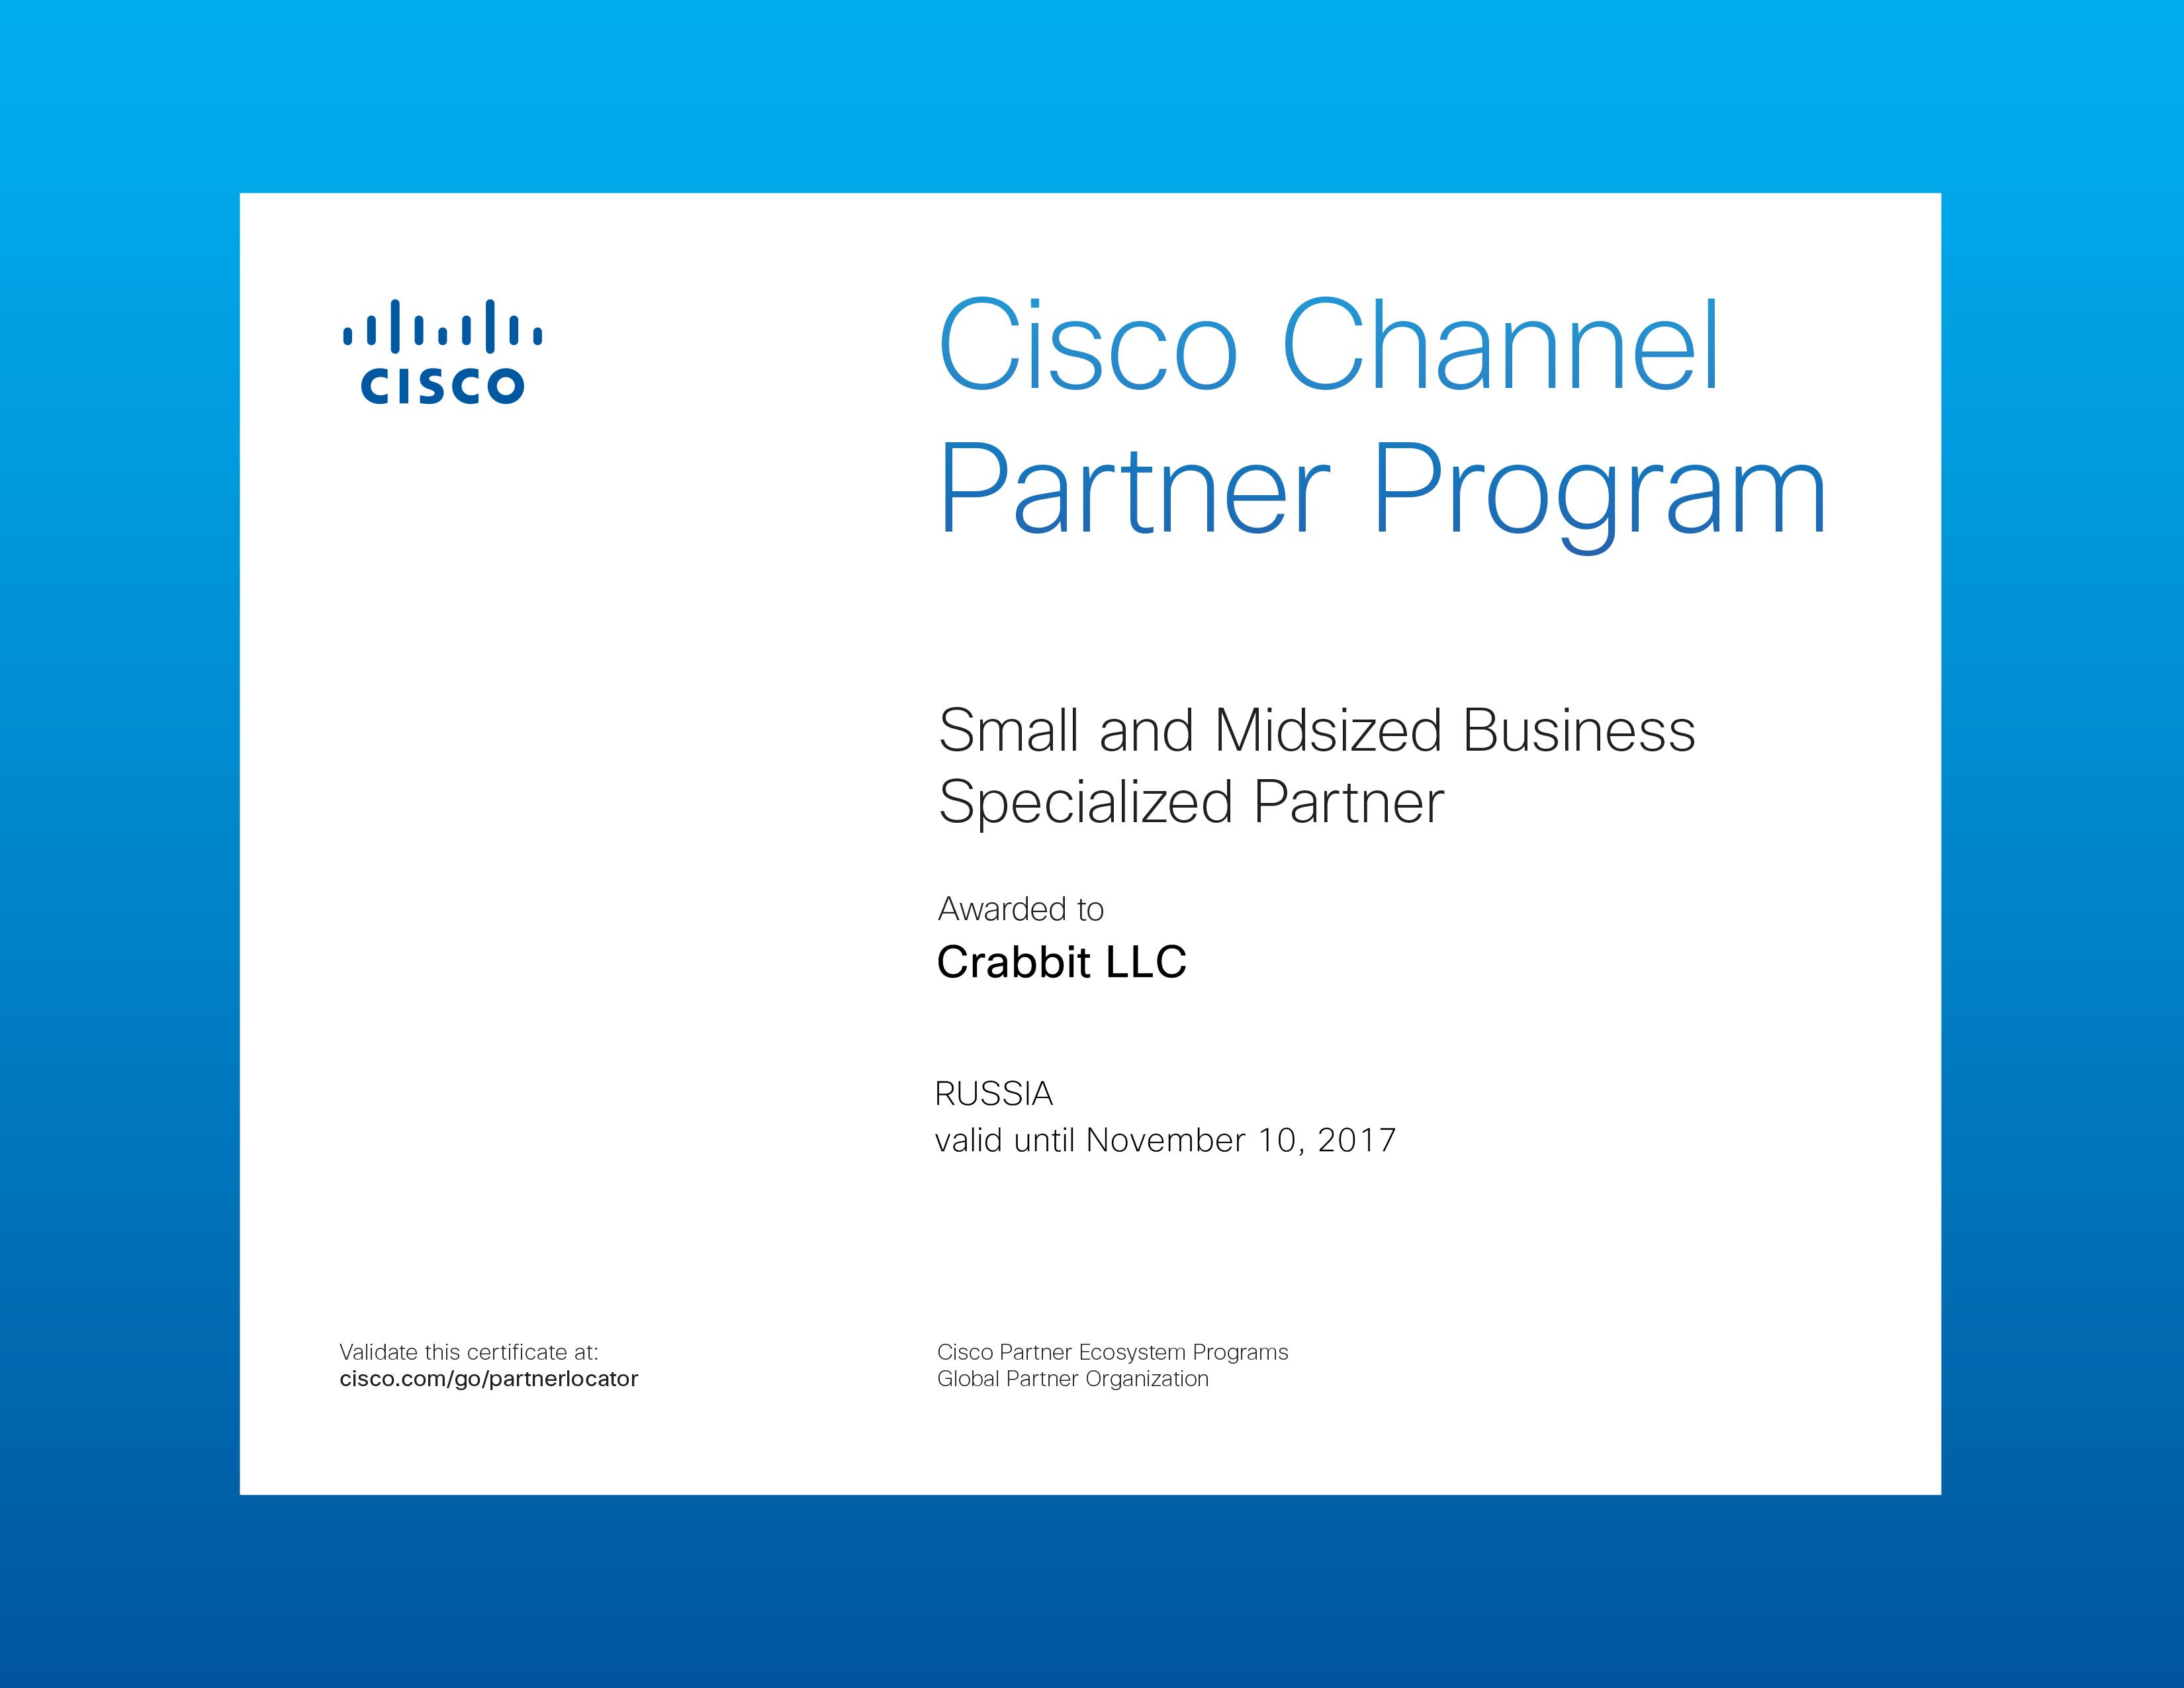 CISCO
Cisco Channel
Partner Program
Small and Midsized Business
Specialized Partner
Awarded to
Crabbit LLC
RUSSIA
valid until November 10, 2017
Validate this certificate at:
cisco.com/go/partnerlocator
Cisco Partner Ecosystem Programs
Global Partner Organization